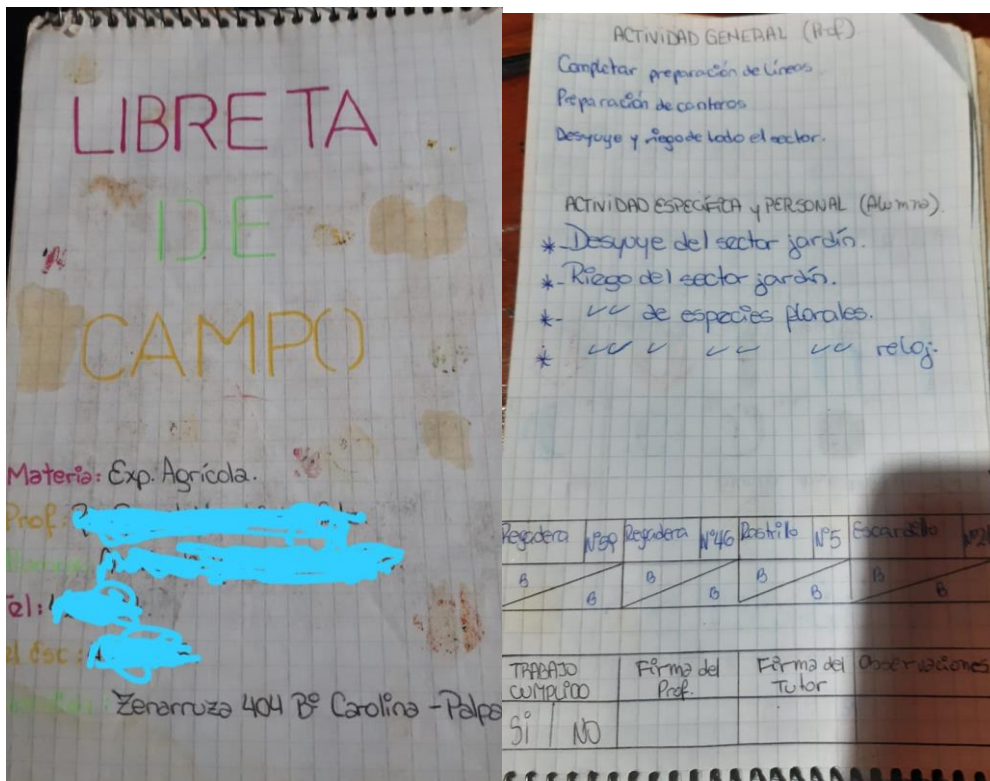 LIBRETA
DE
CAMPO
Materia: Exp. Agrícola.
Prof:
Tel:
Zenarruza 404 Bº Carolina - Palpa
ACTIVIDAD GENERAL (Prof)
Completar preparación de líneas
Preparación de canteros
Desyuye y riego de todo el sector.
ACTIVIDAD ESPECÍFICA y PERSONAL (Alumno)
*- Desyuye del sector jardín.
*- Riego del sector jardín.
*- de especies florales.
* reloj.
Regadera Nº59 Regadera Nº46 Rastrillo Nº5 Escardillo
B B B B
B B B B
TRABAJO CUMPLIDO Firma del Prof. Firma del Tutor Observaciones
SI NO